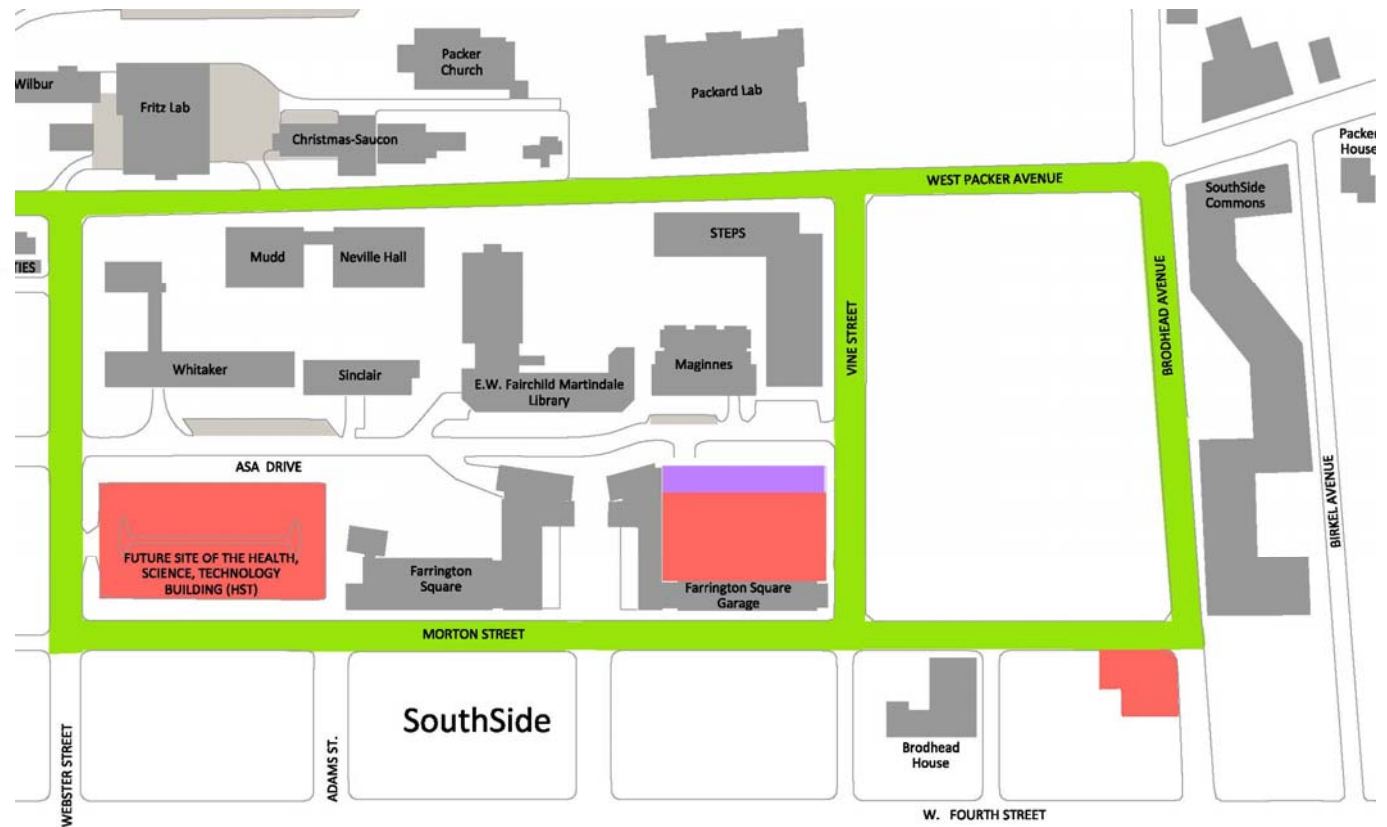 Packer
Church
Wilbur
Fritz Lab
Packard Lab
Christmas-Saucon
Packer
House
WEST PACKER AVENUE
SouthSide
Commons
STEPS
Mudd
Neville Hall
TIES
VINE STREET
BRODHEAD AVENUE
Whitaker
Sinclair
E.W. Fairchild Martindale
Library
Maginnes
ASA DRIVE
BIRKEL AVENUE
FUTURE SITE OF THE HEALTH,
SCIENCE, TECHNOLOGY
BUILDING (HST)
Farrington
Square
Farrington Square
Garage
MORTON STREET
SouthSide
WEBSTER STREET
ADAMS ST.
Brodhead
House
W. FOURTH STREET